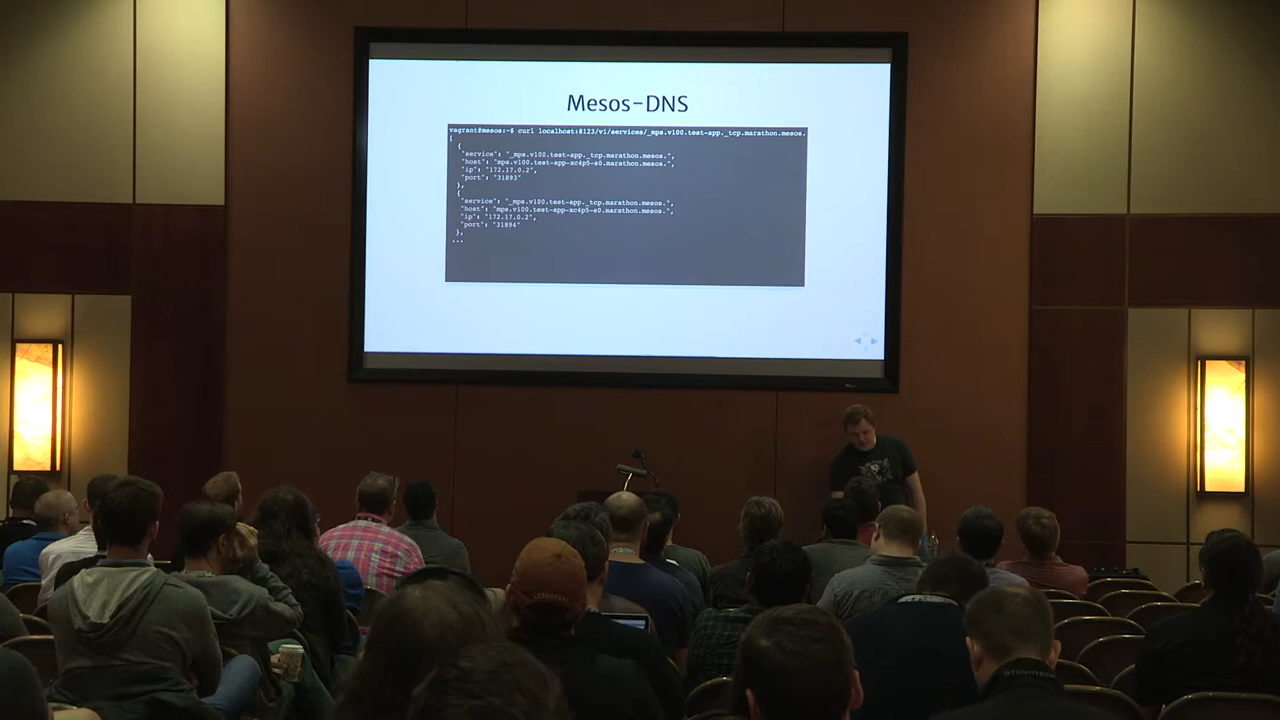 Mesos-DNS
vagrant@mesos:~$ curl localhost:8123/v1/services/_mps.v100.test-app._tcp.marathon.mesos.
[
{
"service": "_mps.v100.test-app._tcp.marathon.mesos.",
"host": "mps.v100.test-app-xc4p5-s0.marathon.mesos.",
"ip": "172.17.0.2",
"port": "31893"
},
{
"service": "_mps.v100.test-app._tcp.marathon.mesos.",
"host": "mps.v100.test-app-xc4p5-s0.marathon.mesos.",
"ip": "172.17.0.2",
"port": "31894"
},
...